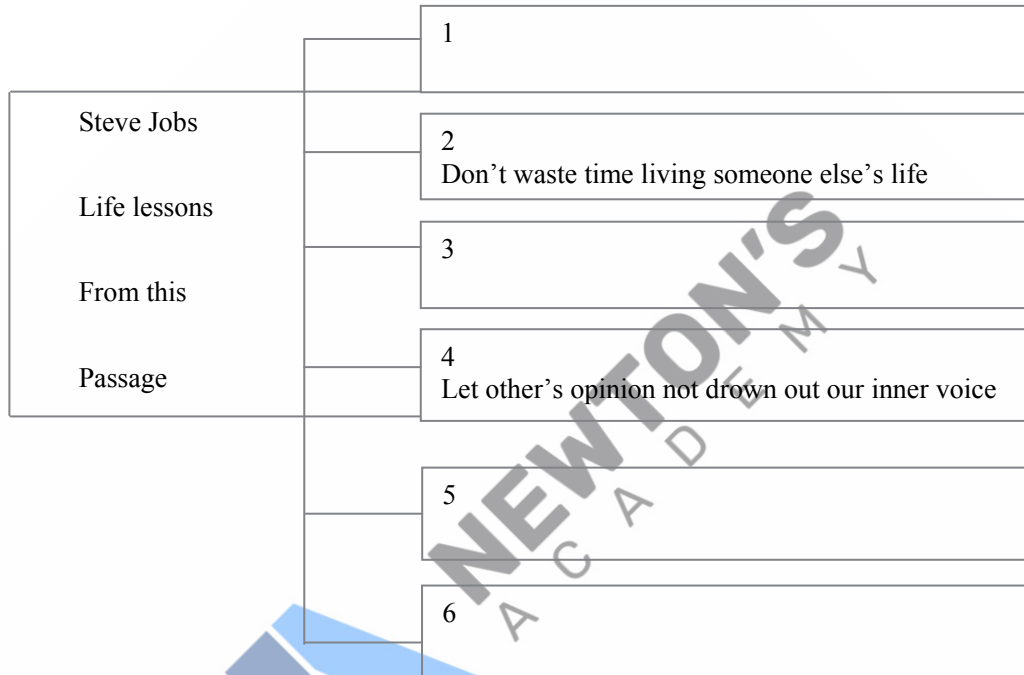 1
Steve Jobs
2
Don’t waste time living someone else’s life
Life lessons
3
From this
4
Passage
Let other’s opinion not drown out our inner voice
5
6
NEWTON’S
ACADEMY